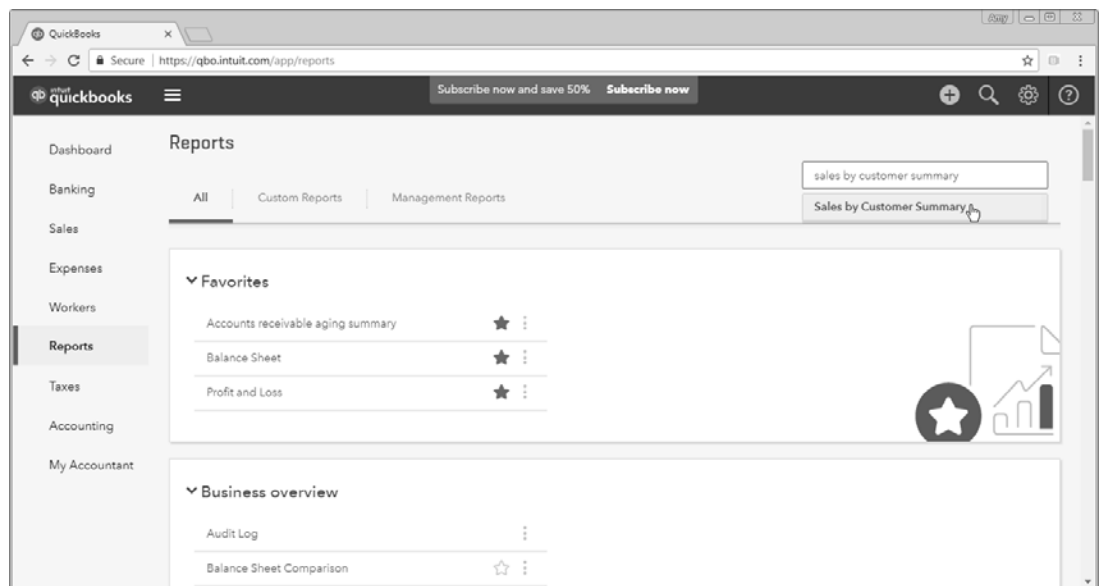 Amy
QuickBooks
Secure https://qbo.intuit.com/app/reports
qb intuit quickbooks
Subscribe now and save 50% Subscribe now
Dashboard
Banking
Sales
Expenses
Workers
Reports
Taxes
Accounting
My Accountant
Reports
All Custom Reports Management Reports
sales by customer summary
Sales by Customer Summary
Favorites
Accounts receivable aging summary
Balance Sheet
Profit and Loss
Business overview
Audit Log
Balance Sheet Comparison